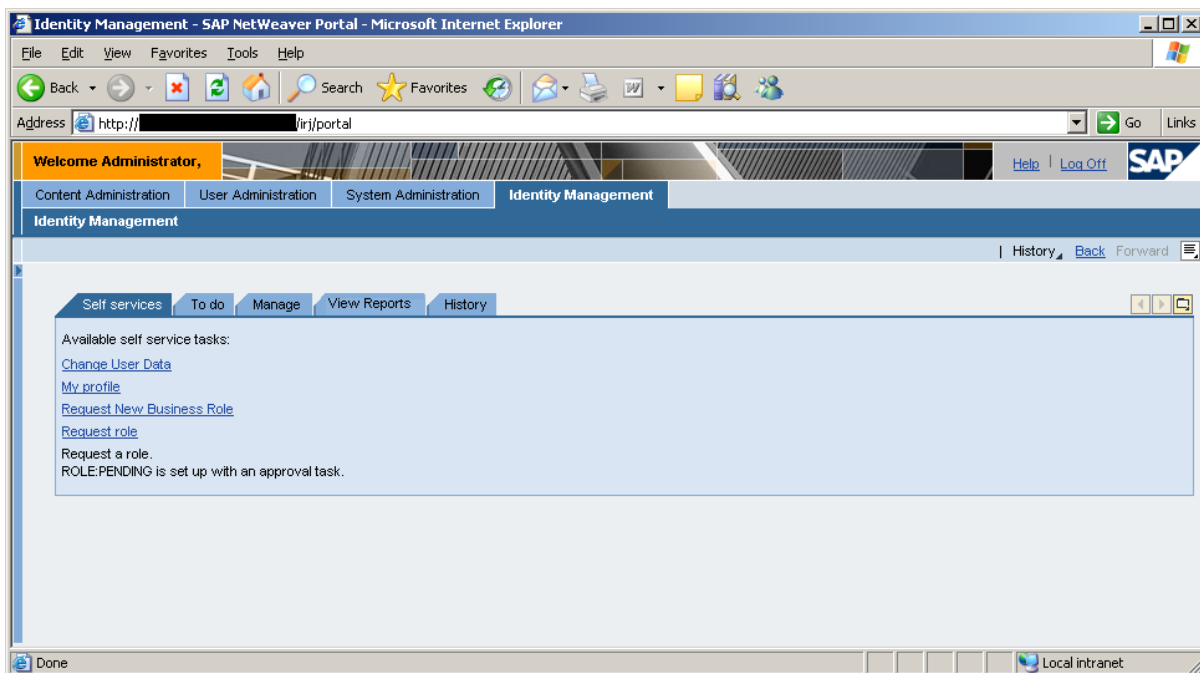 Identity Management - SAP NetWeaver Portal - Microsoft Internet Explorer
File Edit View Favorites Tools Help
Back Search Favorites
Address http:// /irj/portal Go Links
Welcome Administrator, Help Log Off SAP
Content Administration User Administration System Administration Identity Management
Identity Management
| History Back Forward
Self services To do Manage View Reports History
Available self service tasks:
Change User Data
My profile
Request New Business Role
Request role
Request a role.
ROLE:PENDING is set up with an approval task.
Done Local intranet